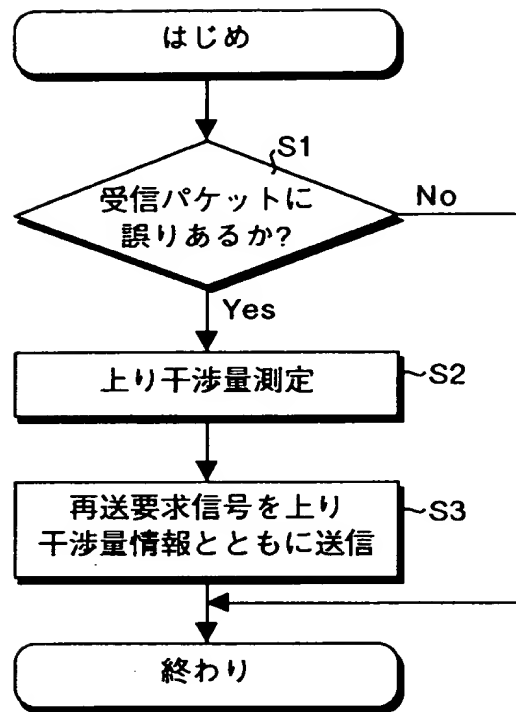 はじめ
S1
受信パケットに
誤りあるか?
No
Yes
上り干渉量測定
S2
再送要求信号を上り
干渉量情報とともに送信
S3
終わり